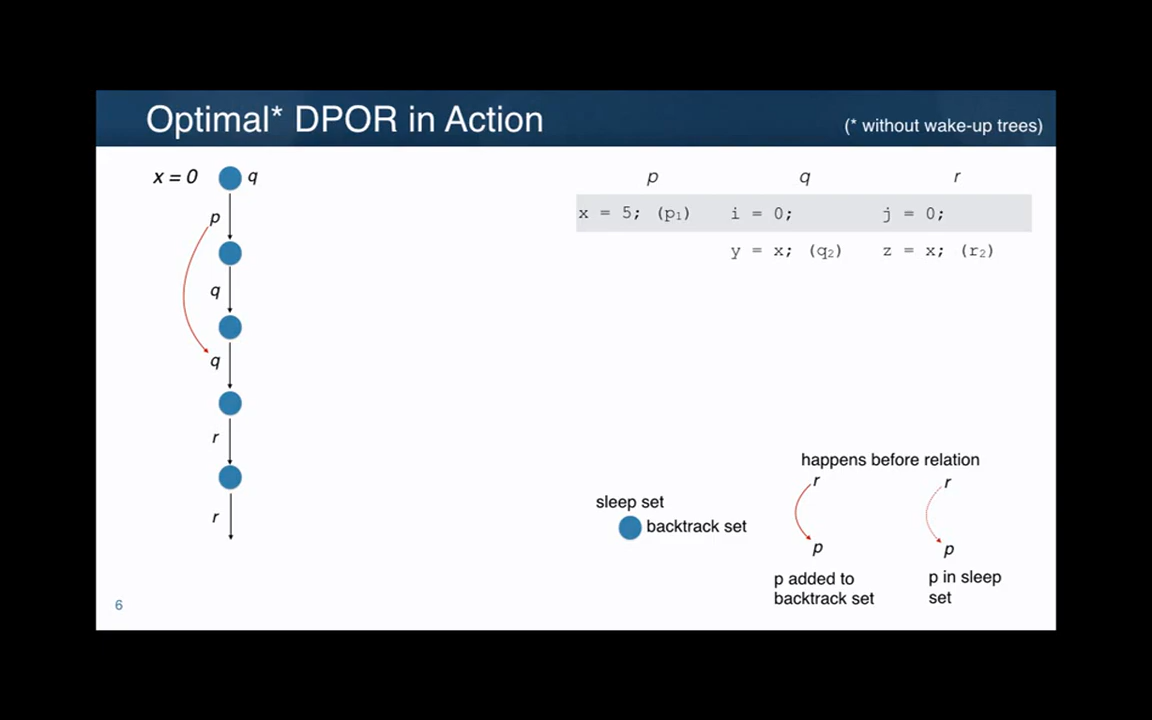 Optimal* DPOR in Action
(* without wake-up trees)
x = 0 q
p
q
q
r
r
p q r
x = 5; (p₁) i = 0; j = 0;
y = x; (q₂) z = x; (r₂)
happens before relation
r r
sleep set
backtrack set
p p
p added to
backtrack set
p in sleep
set
6